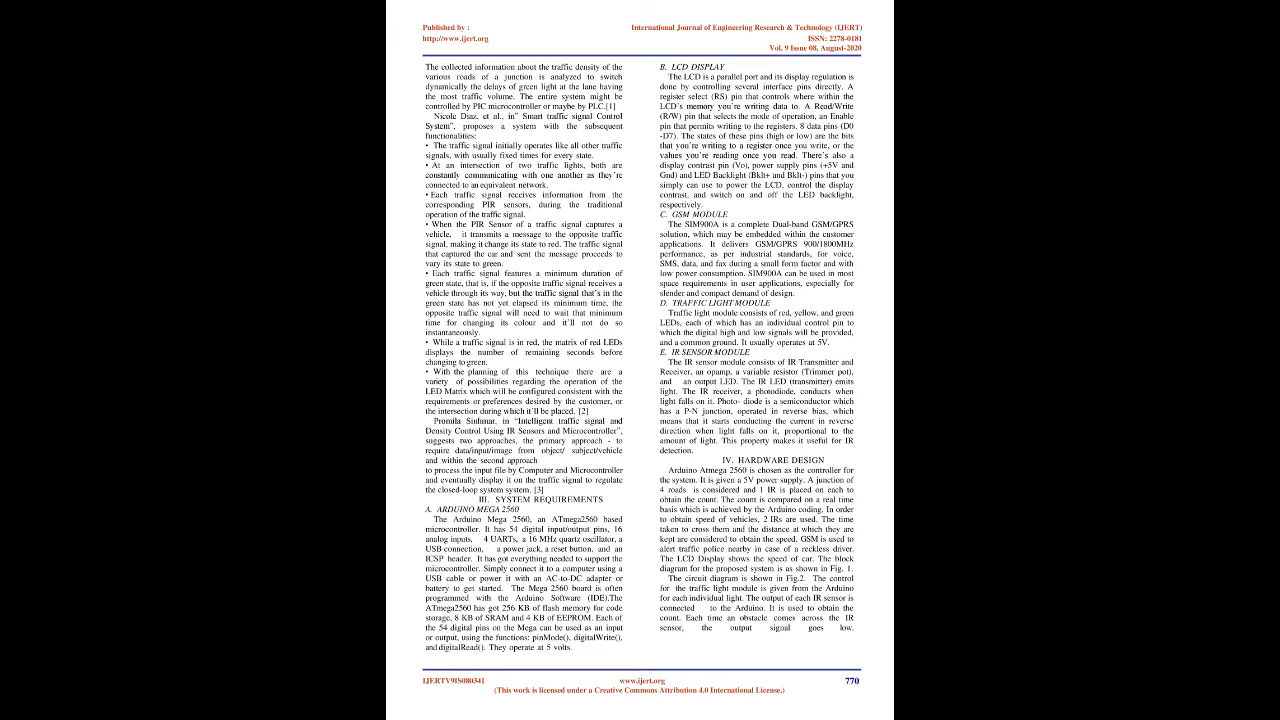 Published by :
http://www.ijert.org
International Journal of Engineering Research & Technology (IJERT)
ISSN: 2278-0181
Vol. 9 Issue 08, August-2020
The collected information about the traffic density of the
various roads of a junction is analyzed to switch
dynamically the delays of green light at the lane having
the most traffic volume. The entire system might be
controlled by PIC microcontroller or maybe by PLC.[1]
Nicole Diaz, et al., in” Smart traffic signal Control
System”, proposes a system with the subsequent
functionalities:
• The traffic signal initially operates like all other traffic
signals, with usually fixed times for every state.
• At an intersection of two traffic lights, both are
constantly communicating with one another as they’re
connected to an equivalent network.
• Each traffic signal receives information from the
corresponding PIR sensors, during the traditional
operation of the traffic signal.
• When the PIR Sensor of a traffic signal captures a
vehicle, it transmits a message to the opposite traffic
signal, making it change its state to red. The traffic signal
that captured the car and sent the message proceeds to
vary its state to green.
• Each traffic signal features a minimum duration of
green state, that is, if the opposite traffic signal receives a
vehicle through its way, but the traffic signal that’s in the
green state has not yet elapsed its minimum time, the
opposite traffic signal will need to wait that minimum
time for changing its colour and it’ll not do so
instantaneously.
• While a traffic signal is in red, the matrix of red LEDs
displays the number of remaining seconds before
changing to green.
• With the planning of this technique there are a
variety of possibilities regarding the operation of the
LED Matrix which will be configured consistent with the
requirements or preferences desired by the customer, or
the intersection during which it’ll be placed. [2]
Promila Sinhmar, in “Intelligent traffic signal and
Density Control Using IR Sensors and Microcontroller”,
suggests two approaches, the primary approach - to
require data/input/image from object/ subject/vehicle
and within the second approach
to process the input file by Computer and Microcontroller
and eventually display it on the traffic signal to regulate
the closed-loop system system. [3]
III. SYSTEM REQUIREMENTS
A. ARDUINO MEGA 2560
The Arduino Mega 2560, an ATmega2560 based
microcontroller. It has 54 digital input/output pins, 16
analog inputs, 4 UARTs, a 16 MHz quartz oscillator, a
USB connection, a power jack, a reset button, and an
ICSP header. It has got everything needed to support the
microcontroller. Simply connect it to a computer using a
USB cable or power it with an AC-to-DC adapter or
battery to get started. The Mega 2560 board is often
programmed with the Arduino Software (IDE).The
ATmega2560 has got 256 KB of flash memory for code
storage, 8 KB of SRAM and 4 KB of EEPROM. Each of
the 54 digital pins on the Mega can be used as an input
or output, using the functions: pinMode(), digitalWrite(),
and digitalRead(). They operate at 5 volts.
B. LCD DISPLAY
The LCD is a parallel port and its display regulation is
done by controlling several interface pins directly. A
register select (RS) pin that controls where within the
LCD’s memory you’re writing data to. A Read/Write
(R/W) pin that selects the mode of operation, an Enable
pin that permits writing to the registers. 8 data pins (D0
-D7). The states of these pins (high or low) are the bits
that you’re writing to a register once you write, or the
values you’re reading once you read. There’s also a
display contrast pin (Vo), power supply pins (+5V and
Gnd) and LED Backlight (Bklt+ and Bklt-) pins that you
simply can use to power the LCD, control the display
contrast, and switch on and off the LED backlight,
respectively.
C. GSM MODULE
The SIM900A is a complete Dual-band GSM/GPRS
solution, which may be embedded within the customer
applications. It delivers GSM/GPRS 900/1800MHz
performance, as per industrial standards, for voice,
SMS, data, and fax during a small form factor and with
low power consumption. SIM900A can be used in most
space requirements in user applications, especially for
slender and compact demand of design.
D. TRAFFIC LIGHT MODULE
Traffic light module consists of red, yellow, and green
LEDs, each of which has an individual control pin to
which the digital high and low signals will be provided,
and a common ground. It usually operates at 5V.
E. IR SENSOR MODULE
The IR sensor module consists of IR Transmitter and
Receiver, an opamp, a variable resistor (Trimmer pot),
and an output LED. The IR LED (transmitter) emits
light. The IR receiver, a photodiode, conducts when
light falls on it. Photo- diode is a semiconductor which
has a P-N junction, operated in reverse bias, which
means that it starts conducting the current in reverse
direction when light falls on it, proportional to the
amount of light. This property makes it useful for IR
detection.
IV. HARDWARE DESIGN
Arduino Atmega 2560 is chosen as the controller for
the system. It is given a 5V power supply. A junction of
4 roads is considered and 1 IR is placed on each to
obtain the count. The count is compared on a real time
basis which is achieved by the Arduino coding. In order
to obtain speed of vehicles, 2 IRs are used. The time
taken to cross them and the distance at which they are
kept are considered to obtain the speed. GSM is used to
alert traffic police nearby in case of a reckless driver.
The LCD Display shows the speed of car. The block
diagram for the proposed system is as shown in Fig. 1.
The circuit diagram is shown in Fig.2. The control
for the traffic light module is given from the Arduino
for each individual light. The output of each IR sensor is
connected to the Arduino. It is used to obtain the
count. Each time an obstacle comes across the IR
sensor, the output signal goes low.
IJERTV9IS080341
www.ijert.org
770
(This work is licensed under a Creative Commons Attribution 4.0 International License.)